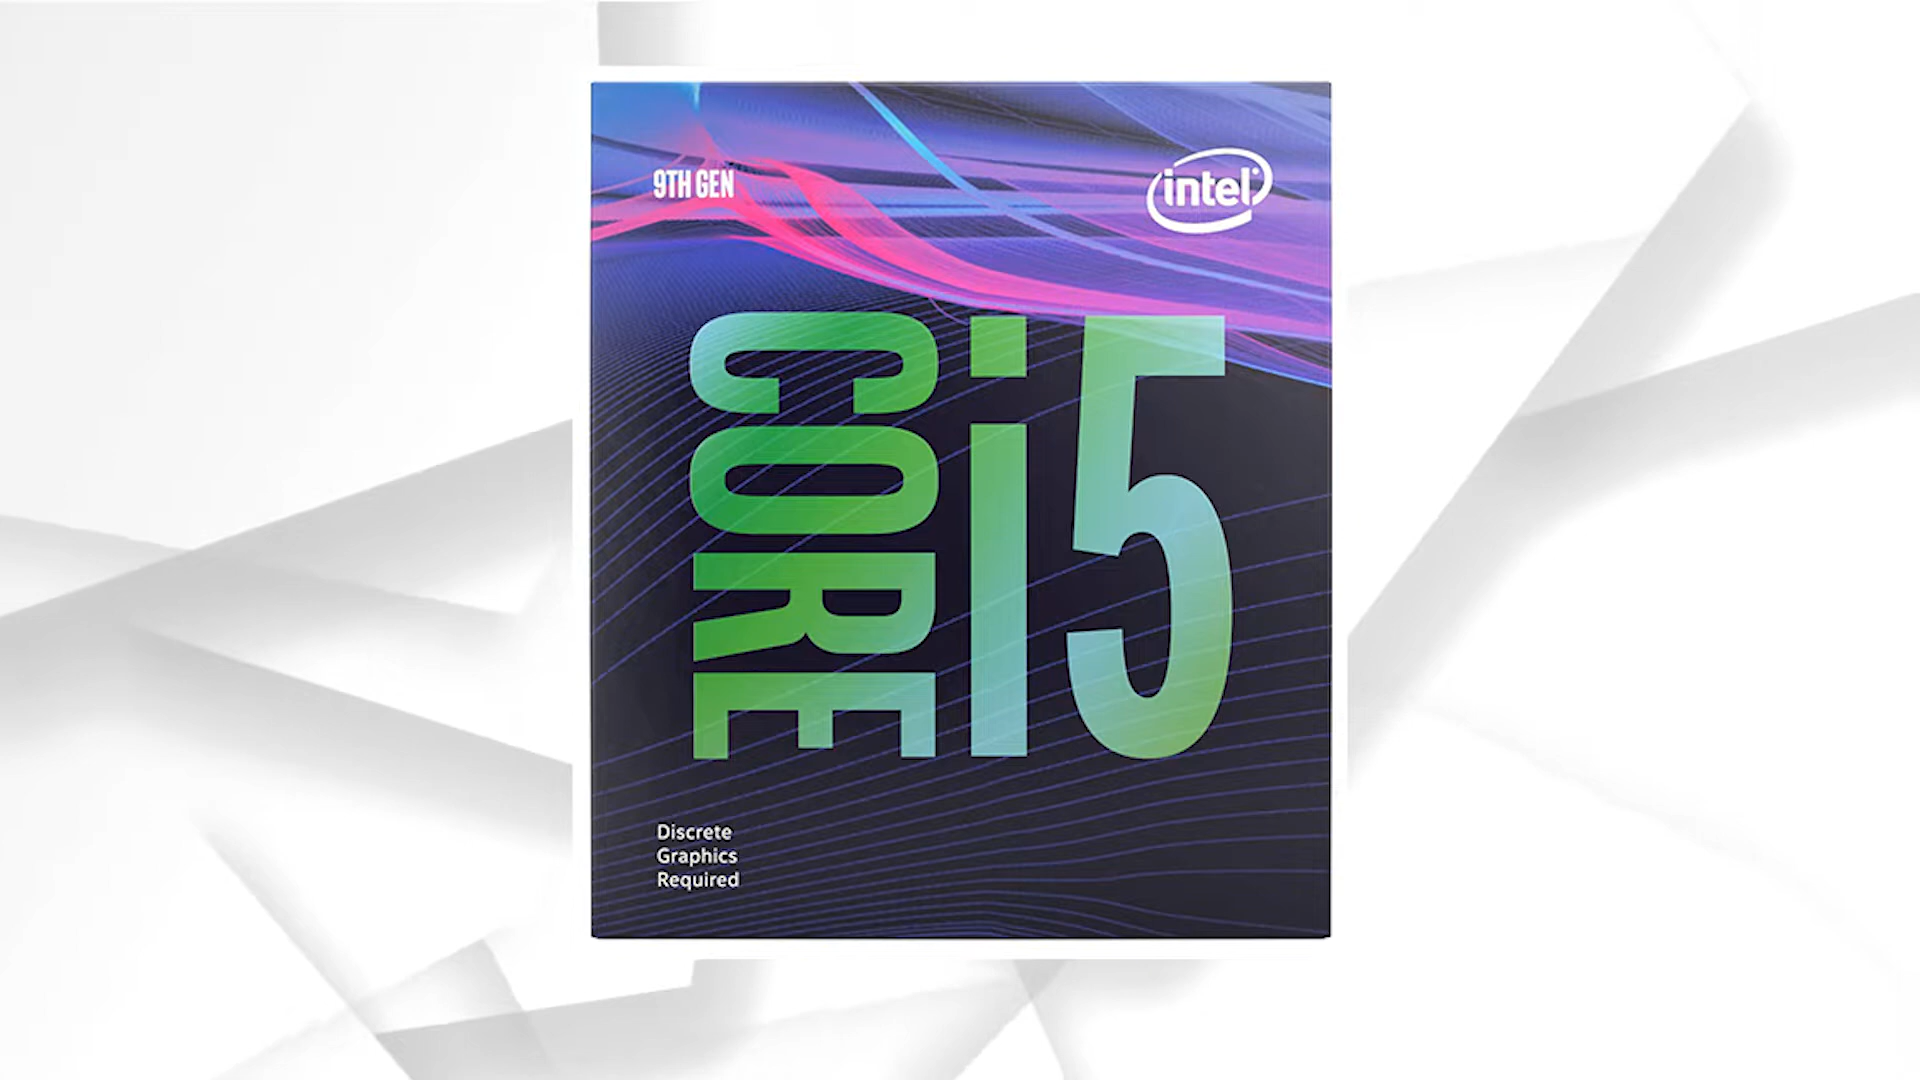 9TH GEN
intel
CORE i5
Discrete
Graphics
Required